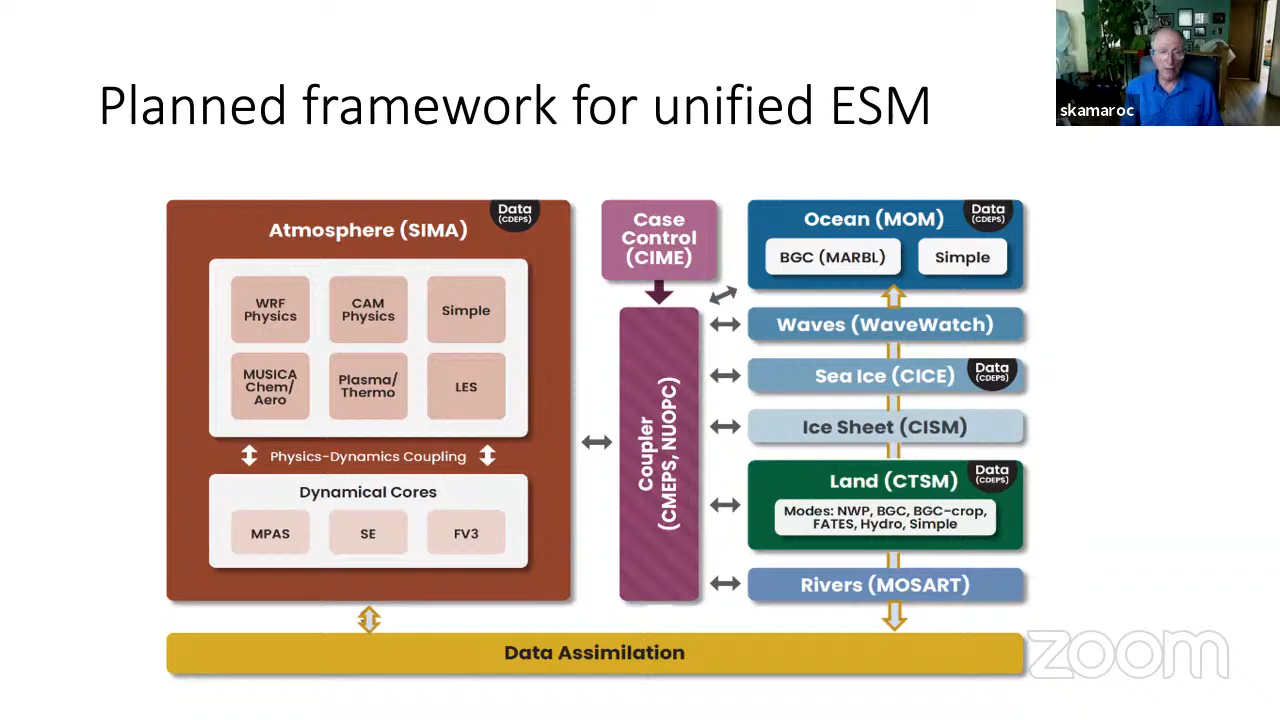 Planned framework for unified ESM
skamaroc
Atmosphere (SIMA)
Data
(CDEPS)
WRF
Physics
CAM
Physics
Simple
MUSICA
Chem/
Aero
Plasma/
Thermo
LES
Physics-Dynamics Coupling
Dynamical Cores
MPAS
SE
FV3
Case
Control
(CIME)
Coupler
(CMEPS, NUOPC)
Ocean (MOM)
Data
(CDEPS)
BGC (MARBL)
Simple
Waves (WaveWatch)
Sea Ice (CICE)
Data
(CDEPS)
Ice Sheet (CISM)
Land (CTSM)
Data
(CDEPS)
Modes: NWP, BGC, BGC-crop,
FATES, Hydro, Simple
Rivers (MOSART)
Data Assimilation
zoom